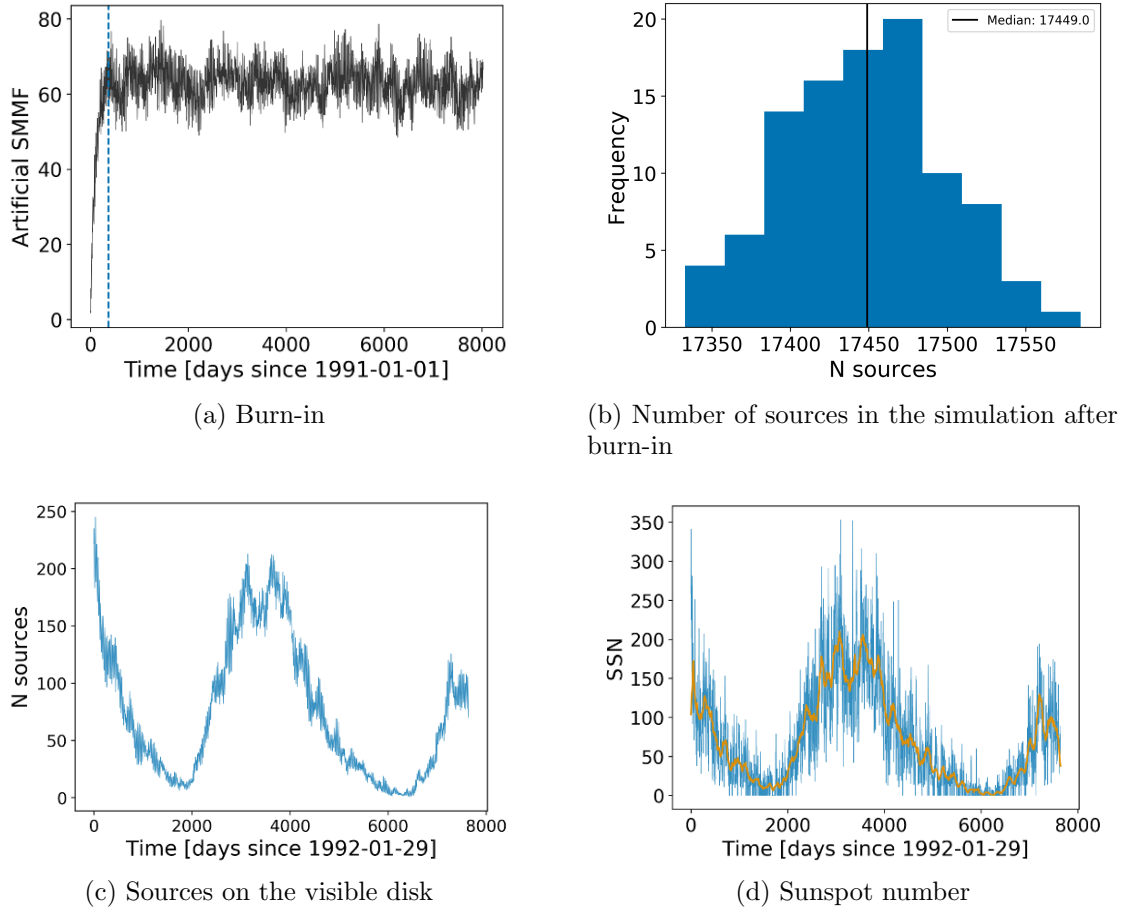 80
60
40
20
0
Artificial SMMF
0 2000 4000 6000 8000
Time [days since 1991-01-01]
(a) Burn-in
20
15
10
5
0
Frequency
Median: 17449.0
17350 17400 17450 17500 17550
N sources
(b) Number of sources in the simulation after
burn-in
250
200
150
100
50
0
N sources
0 2000 4000 6000 8000
Time [days since 1992-01-29]
(c) Sources on the visible disk
350
300
250
200
150
100
50
0
SSN
0 2000 4000 6000 8000
Time [days since 1992-01-29]
(d) Sunspot number